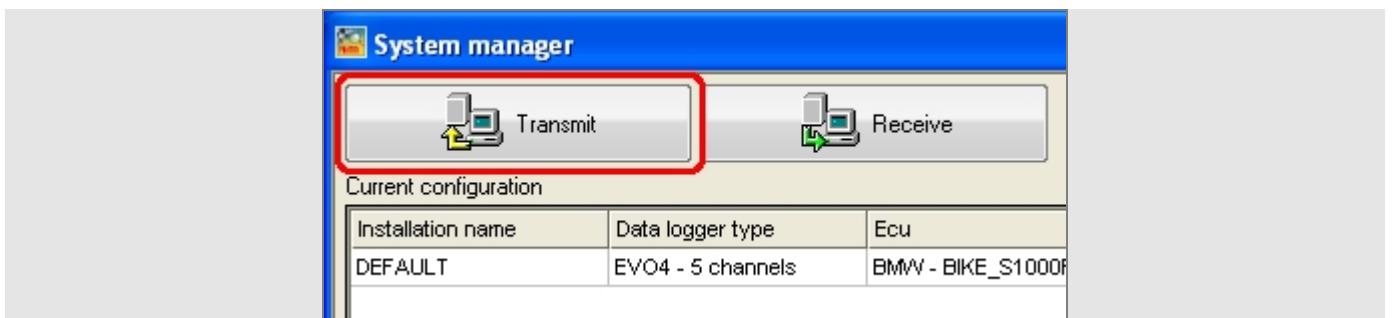 System manager
Transmit Receive
Current configuration
Installation name Data logger type Ecu
DEFAULT EVO4 - 5 channels BMW - BIKE_S1000